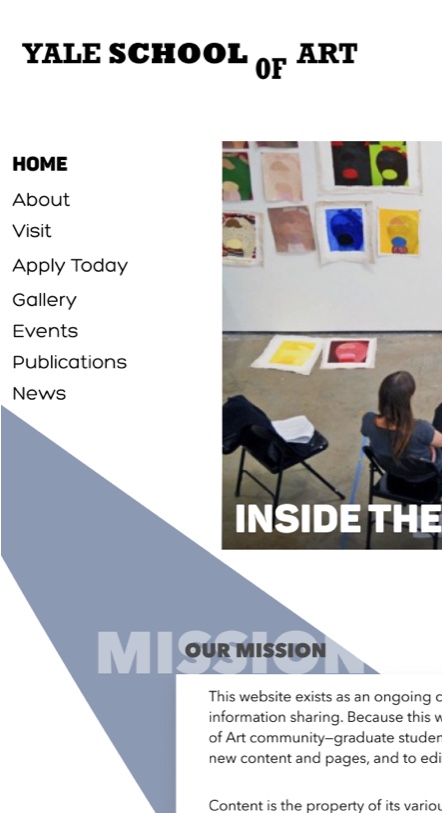 YALE SCHOOL OF ART
HOME
About
Visit
Apply Today
Gallery
Events
Publications
News
INSIDE THE
MISSION
OUR MISSION
This website exists as an ongoing c
information sharing. Because this w
of Art community—graduate studen
new content and pages, and to edi
Content is the property of its variou